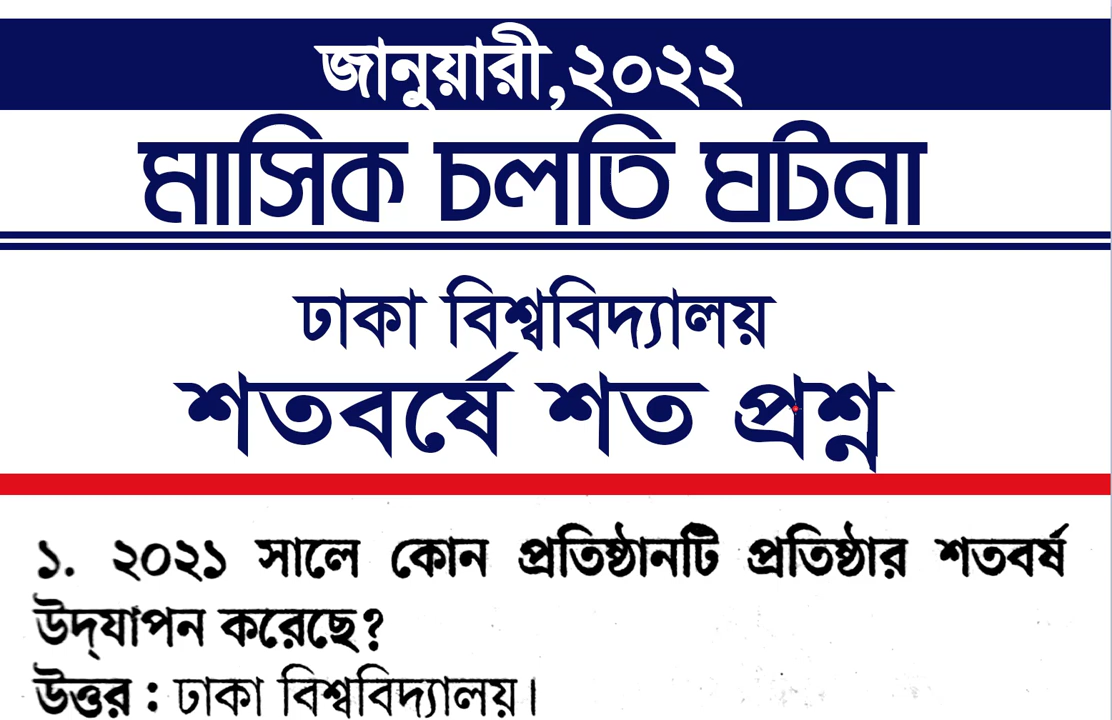 জানুয়ারী,২০২২
মাসিক চলতি ঘটনা
ঢাকা বিশ্ববিদ্যালয়
শতবর্ষে শত প্রশ্ন
১. ২০২১ সালে কোন প্রতিষ্ঠানটি প্রতিষ্ঠার শতবর্ষ
উদ্‌যাপন করেছে?
উত্তর : ঢাকা বিশ্ববিদ্যালয়।